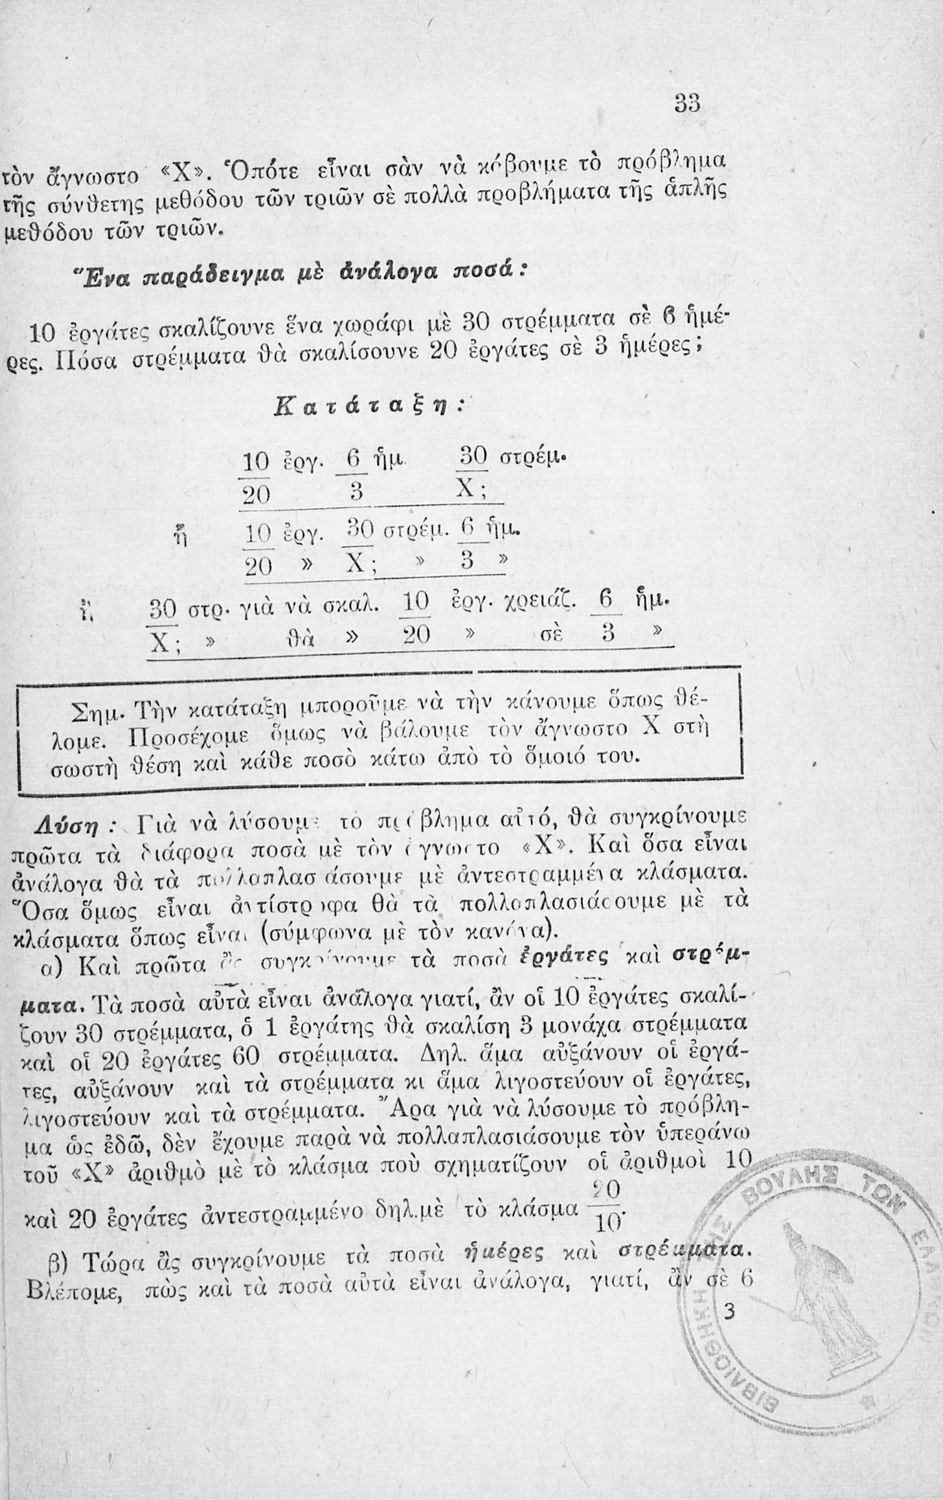 33
τὸν ἄγνωστο «Χ». Ὁπότε εἶναι σὰν νὰ κόβουμε τὸ πρόβλημα
τῆς σύνθετης μεθόδου τῶν τριῶν σὲ πολλὰ προβλήματα τῆς ἁπλῆς
μεθόδου τῶν τριῶν.
Ἕνα παράδειγμα μὲ ἀνάλογα ποσά :
10 ἐργάτες σκαλίζουνε ἕνα χωράφι μὲ 30 στρέμματα σὲ 6 ἡμέ-
ρες. Πόσα στρέμματα θὰ σκαλίσουνε 20 ἐργάτες σὲ 3 ἡμέρες;
Κατάταξη :
10 ἐργ. 6 ἡμ. 30 στρέμ.
20 3 Χ ;
ἢ 10 ἐργ. 30 στρέμ. 6 ἡμ.
20 » Χ ; » 3 »
ἢ 30 στρ. γιὰ νὰ σκαλ. 10 ἐργ. χρειάζ. 6 ἡμ.
Χ ; » θὰ » 20 » σὲ 3 »
Σημ. Τὴν κατάταξη μποροῦμε νὰ τὴν κάνουμε ὅπως θέ-
λομε. Προσέχομε ὅμως νὰ βάλουμε τὸν ἄγνωστο Χ στὴ
σωστὴ θέση καὶ κάθε ποσὸ κάτω ἀπὸ τὸ ὅμοιό του.
Λύση : Γιὰ νὰ λύσουμε τὸ πρόβλημα αὐτό, θὰ συγκρίνουμε
πρῶτα τὰ διάφορα ποσὰ μὲ τὸν ἄγνωστο «Χ». Καὶ ὅσα εἶναι
ἀνάλογα θὰ τὰ πολλαπλασιάσουμε μὲ ἀντεστραμμένα κλάσματα.
Ὅσα ὅμως εἶναι ἀντίστροφα θὰ τὰ πολλαπλασιάσουμε μὲ τὰ
κλάσματα ὅπως εἶναι (σύμφωνα μὲ τὸν κανόνα).
α) Καὶ πρῶτα ἂς συγκρίνουμε τὰ ποσὰ ἐργάτες καὶ στρέμ-
ματα. Τὰ ποσὰ αὐτὰ εἶναι ἀνάλογα γιατί, ἂν οἱ 10 ἐργάτες σκαλί-
ζουν 30 στρέμματα, ὁ 1 ἐργάτης θὰ σκαλίση 3 μονάχα στρέμματα
καὶ οἱ 20 ἐργάτες 60 στρέμματα. Δηλ. ἅμα αὐξάνουν οἱ ἐργά-
τες, αὐξάνουν καὶ τὰ στρέμματα κι ἅμα λιγοστεύουν οἱ ἐργάτες,
λιγοστεύουν καὶ τὰ στρέμματα. Ἄρα γιὰ νὰ λύσουμε τὸ πρόβλη-
μα ὡς ἐδῶ, δὲν ἔχουμε παρὰ νὰ πολλαπλασιάσουμε τὸν ὑπεράνω
τοῦ «Χ» ἀριθμὸ μὲ τὸ κλάσμα ποὺ σχηματίζουν οἱ ἀριθμοὶ 10
καὶ 20 ἐργάτες ἀντεστραμμένο δηλ. μὲ τὸ κλάσμα 20/10.
β) Τώρα ἂς συγκρίνουμε τὰ ποσὰ ἡμέρες καὶ στρέμματα.
Βλέπομε, πὼς καὶ τὰ ποσὰ αὐτὰ εἶναι ἀνάλογα, γιατί, ἂν σὲ 6
3
ΒΙΒΛΙΟΘΗΚΗ ΤΗΣ ΒΟΥΛΗΣ ΤΩΝ